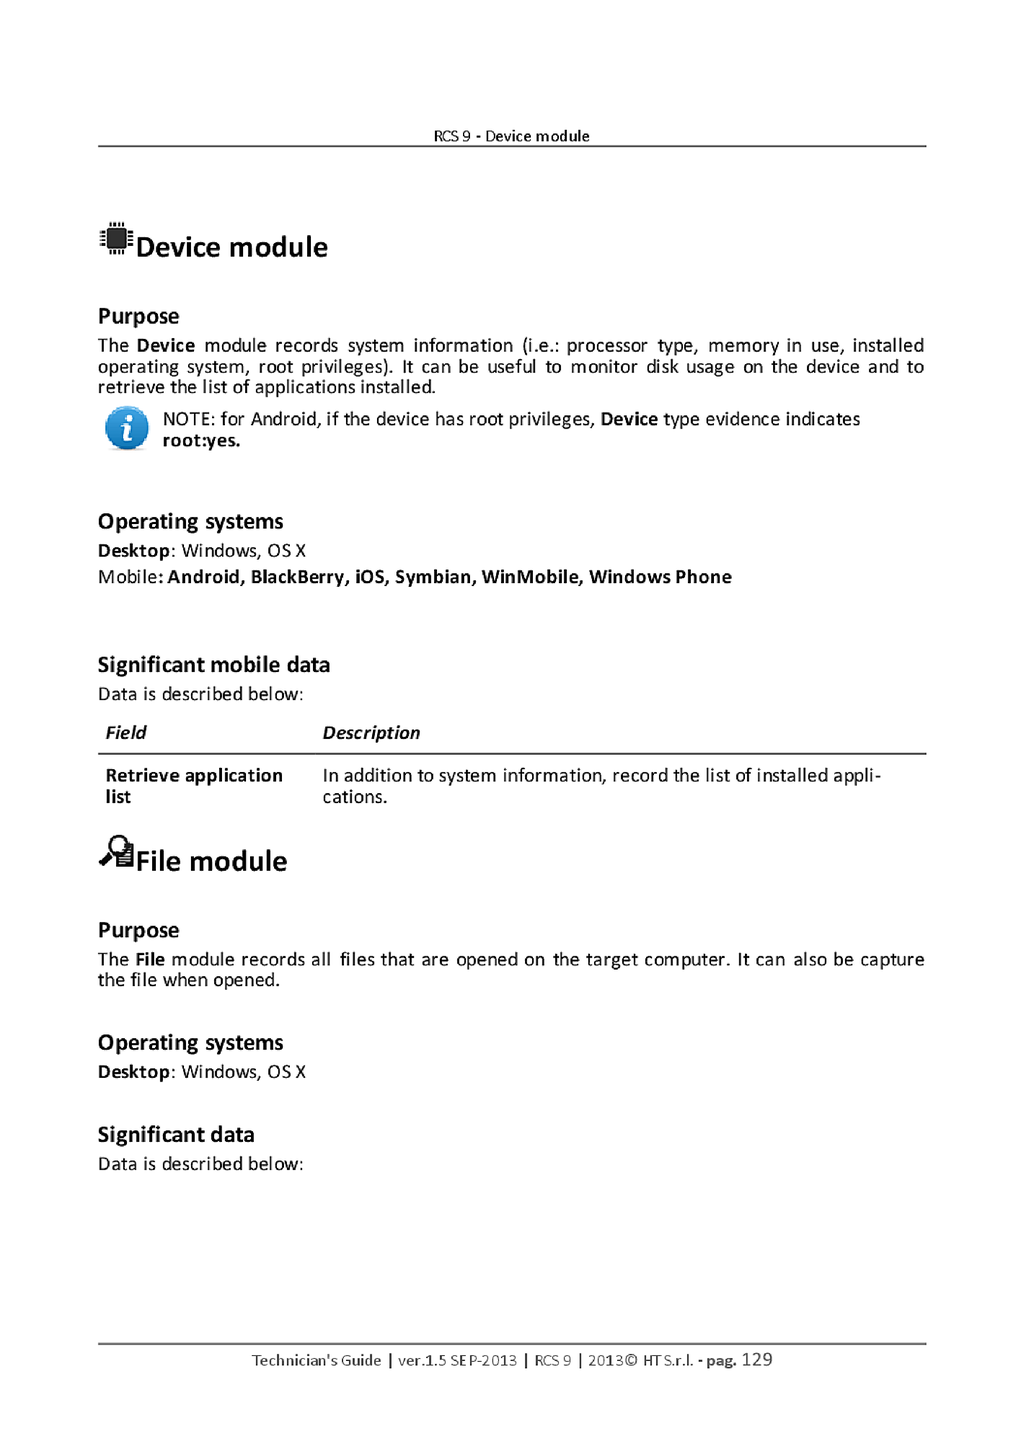 RCS 9 - Device module
Device module
Purpose
The Device module records system information (i.e.: processor type, memory in use, installed
operating system, root privileges). It can be useful to monitor disk usage on the device and to
retrieve the list of applications installed.
NOTE: for Android, if the device has root privileges, Device type evidence indicates
root:yes.
Operating systems
Desktop: Windows, OS X
Mobile: Android, BlackBerry, iOS, Symbian, WinMobile, Windows Phone
Significant mobile data
Data is described below:
Field Description
Retrieve application In addition to system information, record the list of installed appli-
list cations.
File module
Purpose
The File module records all files that are opened on the target computer. It can also be capture
the file when opened.
Operating systems
Desktop: Windows, OS X
Significant data
Data is described below:
Technician's Guide | ver.1.5 SEP-2013 | RCS 9 | 2013© HT S.r.l. - pag. 129